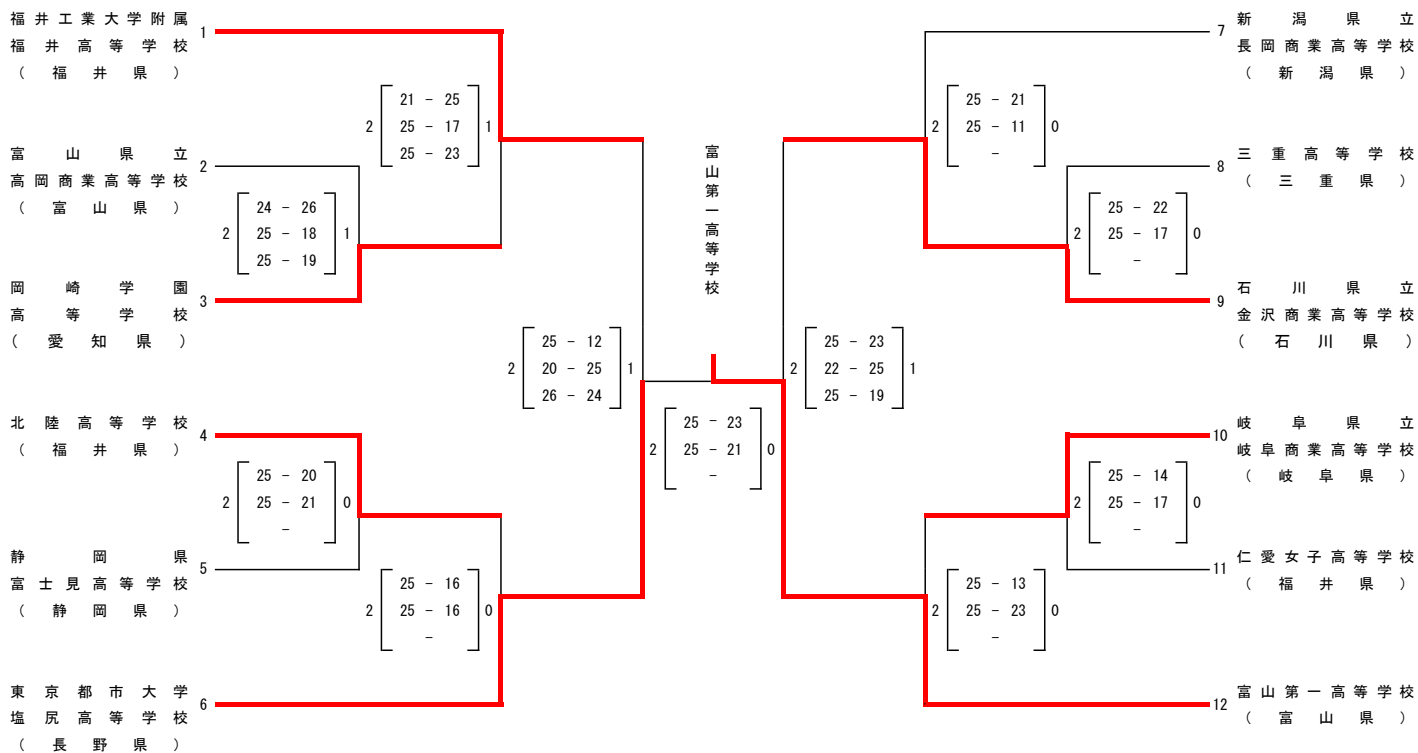 福井工業大学附属
福井高等学校
（福井県）
1
富山県立
高岡商業高等学校
（富山県）
2
岡崎学園
高等学校
（愛知県）
3
北陸高等学校
（福井県）
4
静岡県
富士見高等学校
（静岡県）
5
東京都市大学
塩尻高等学校
（長野県）
6
2
21 - 25
25 - 17
25 - 23
1
2
24 - 26
25 - 18
25 - 19
1
2
25 - 20
25 - 21
-
0
2
25 - 16
25 - 16
-
0
2
25 - 12
20 - 25
26 - 24
1
富山第一高等学校
2
25 - 23
25 - 21
-
0
2
25 - 23
22 - 25
25 - 19
1
2
25 - 21
25 - 11
-
0
2
25 - 22
25 - 17
-
0
2
25 - 14
25 - 17
-
0
2
25 - 13
25 - 23
-
0
7
新潟県立
長岡商業高等学校
（新潟県）
8
三重高等学校
（三重県）
9
石川県立
金沢商業高等学校
（石川県）
10
岐阜県立
岐阜商業高等学校
（岐阜県）
11
仁愛女子高等学校
（福井県）
12
富山第一高等学校
（富山県）